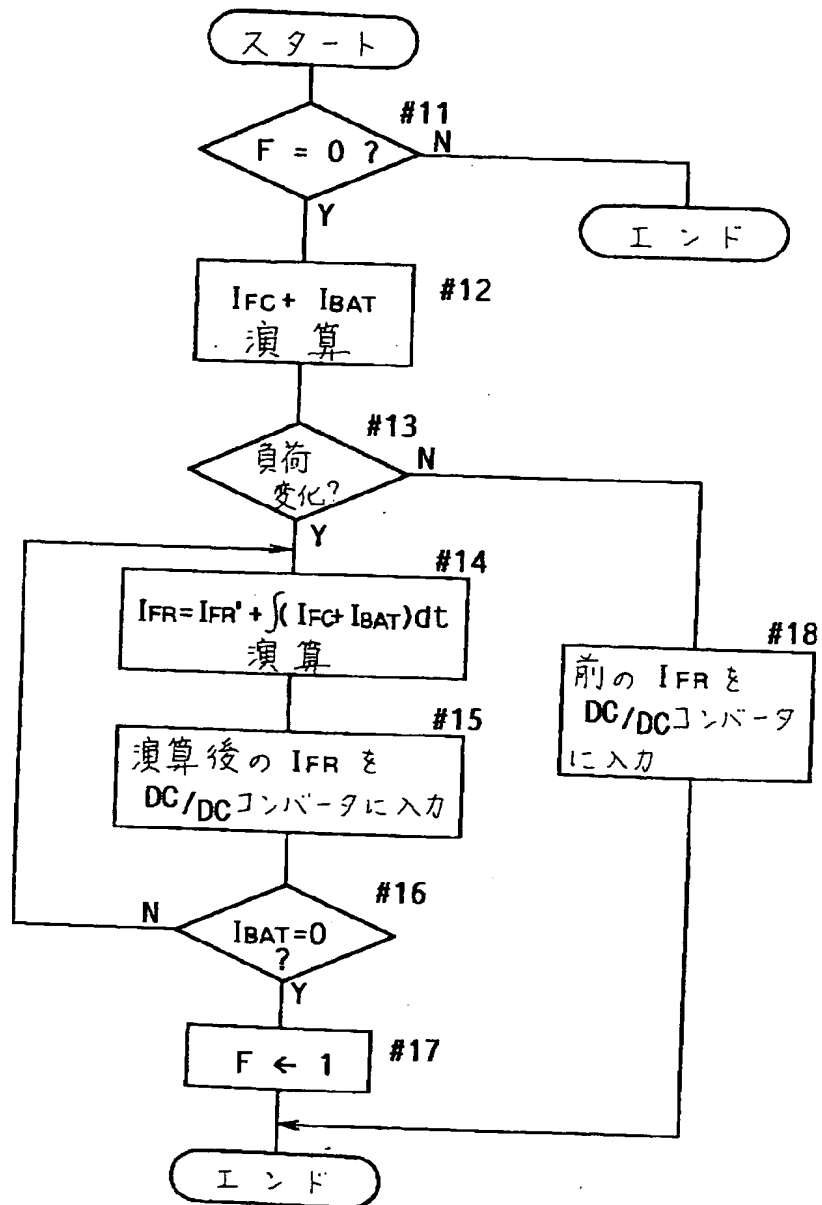 スタート
#11
F = 0 ?
N
Y
エンド
IFC+ IBAT
演算
#12
#13
負荷
変化?
N
Y
#14
IFR=IFR'+∫(IFC+IBAT)dt
演算
#18
前の IFR を
DC/DCコンバータ
に入力
#15
演算後の IFR を
DC/DCコンバータに入力
#16
N
IBAT=0
?
Y
F ← 1
#17
エンド